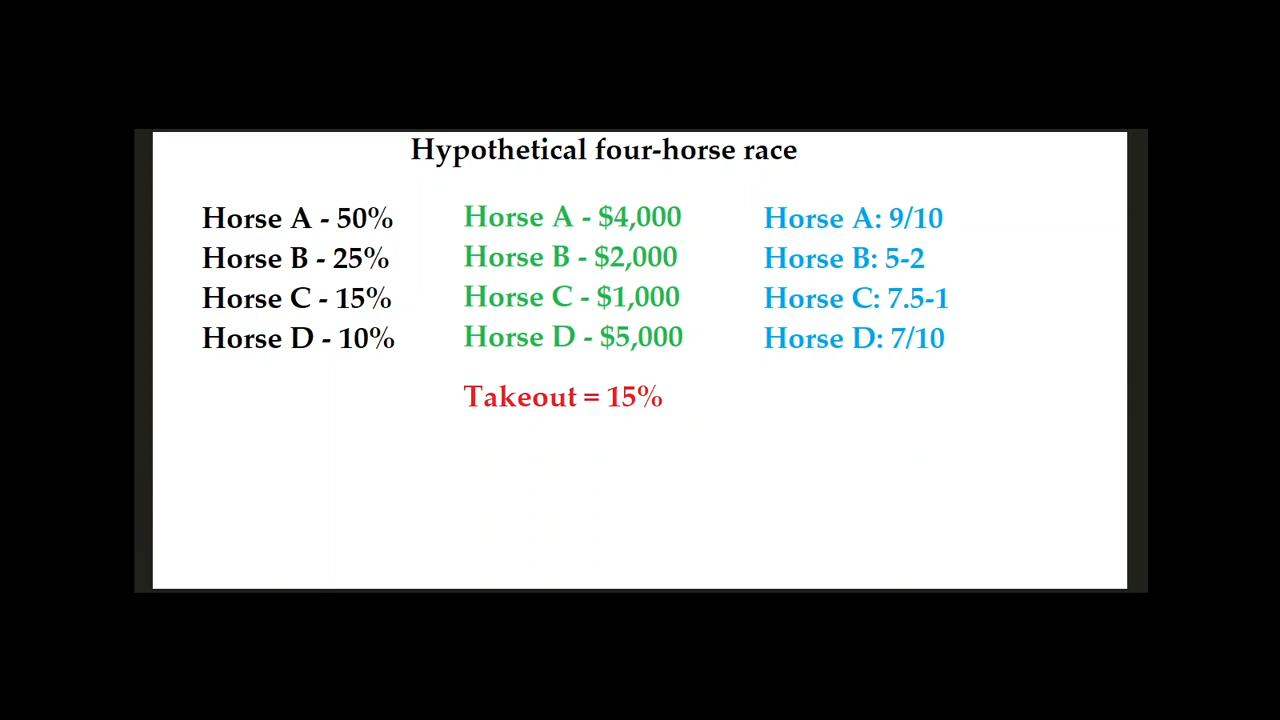 Hypothetical four-horse race
Horse A - 50%
Horse B - 25%
Horse C - 15%
Horse D - 10%
Horse A - $4,000
Horse B - $2,000
Horse C - $1,000
Horse D - $5,000
Takeout = 15%
Horse A: 9/10
Horse B: 5-2
Horse C: 7.5-1
Horse D: 7/10